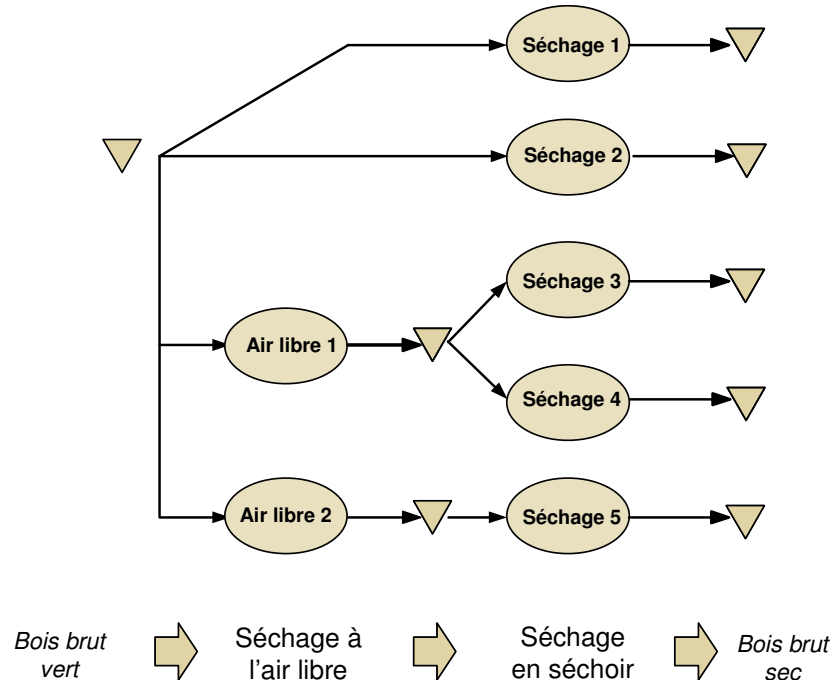 Séchage 1
Séchage 2
Séchage 3
Air libre 1
Séchage 4
Air libre 2
Séchage 5
Bois brut
vert
Séchage à
l'air libre
Séchage
en séchoir
Bois brut
sec